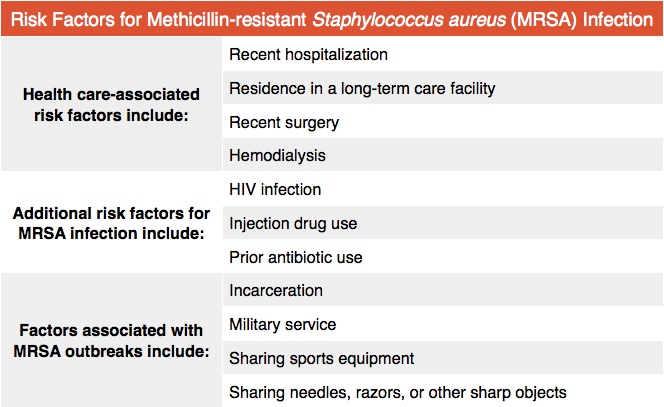 Risk Factors for Methicillin-resistant Staphylococcus aureus (MRSA) Infection
Health care-associated
risk factors include:
Recent hospitalization
Residence in a long-term care facility
Recent surgery
Hemodialysis
Additional risk factors for
MRSA infection include:
HIV infection
Injection drug use
Prior antibiotic use
Factors associated with
MRSA outbreaks include:
Incarceration
Military service
Sharing sports equipment
Sharing needles, razors, or other sharp objects